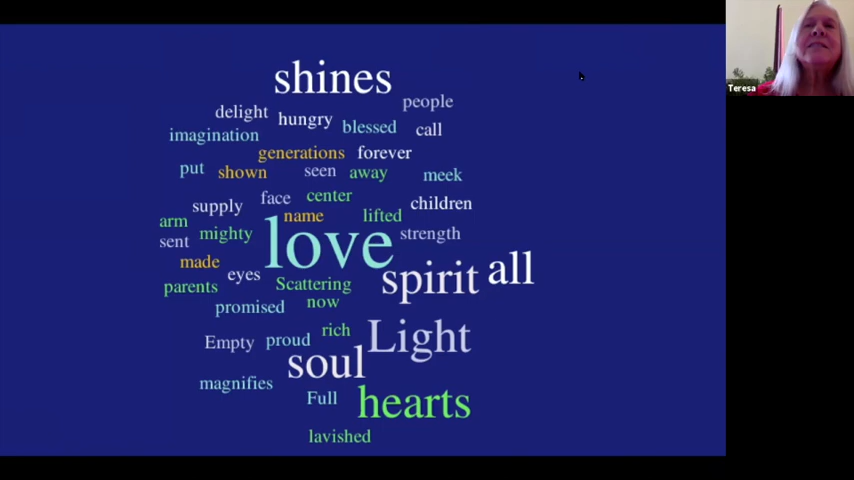 shines
people
delight hungry blessed call
imagination
generations forever
put shown seen away meek
supply face center children
arm name lifted
sent mighty love strength
made eyes Scattering spirit all
parents
promised now
Empty proud rich Light
soul
magnifies
Full hearts
lavished
Teresa